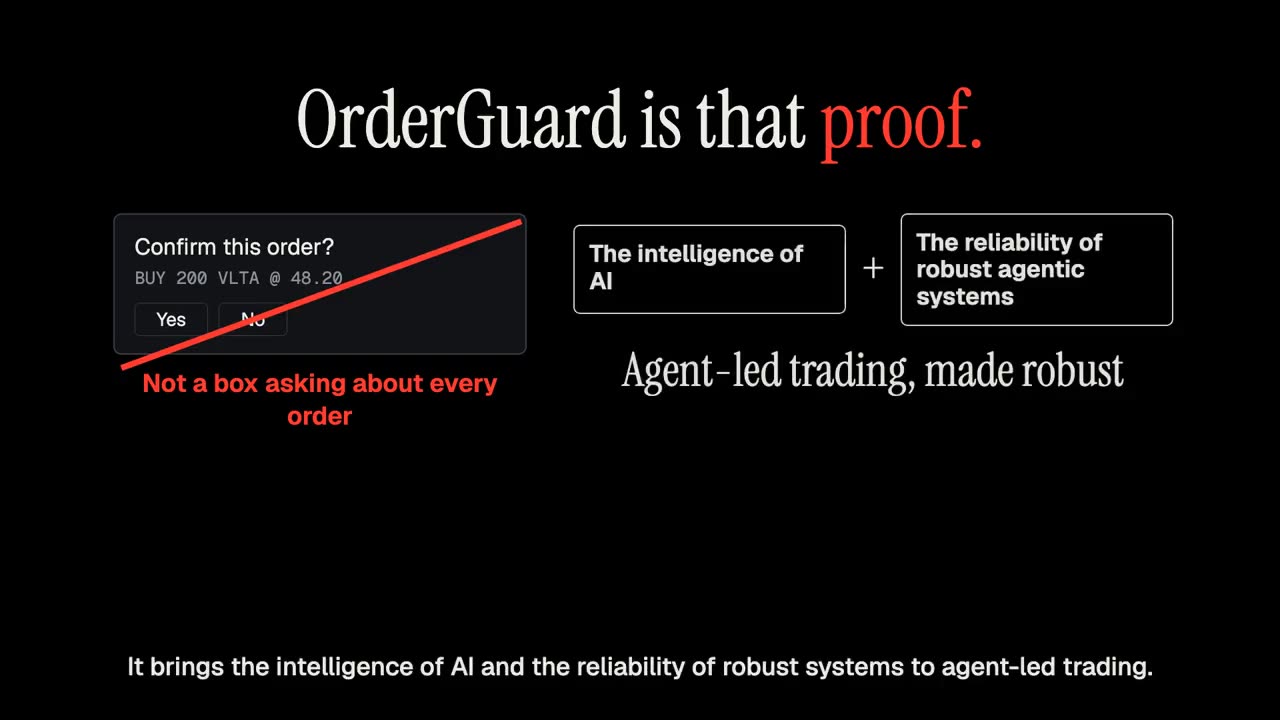 OrderGuard is that proof.
Confirm this order?
BUY 200 VLTA @ 48.20
Yes
No
Not a box asking about every
order
The intelligence of
AI
+
The reliability of
robust agentic
systems
Agent-led trading, made robust
It brings the intelligence of AI and the reliability of robust systems to agent-led trading.